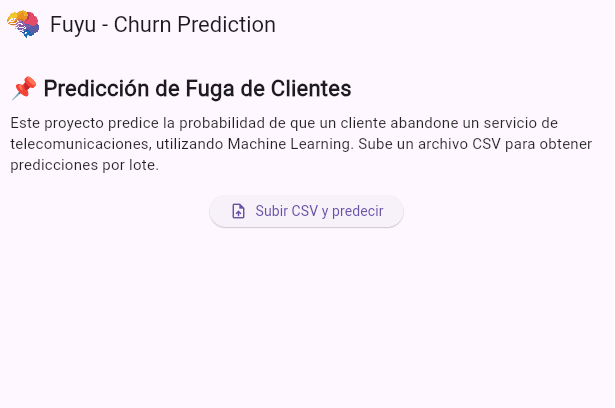 Fuyu - Churn Prediction
📌 Predicción de Fuga de Clientes
Este proyecto predice la probabilidad de que un cliente abandone un servicio de
telecomunicaciones, utilizando Machine Learning. Sube un archivo CSV para obtener
predicciones por lote.
Subir CSV y predecir